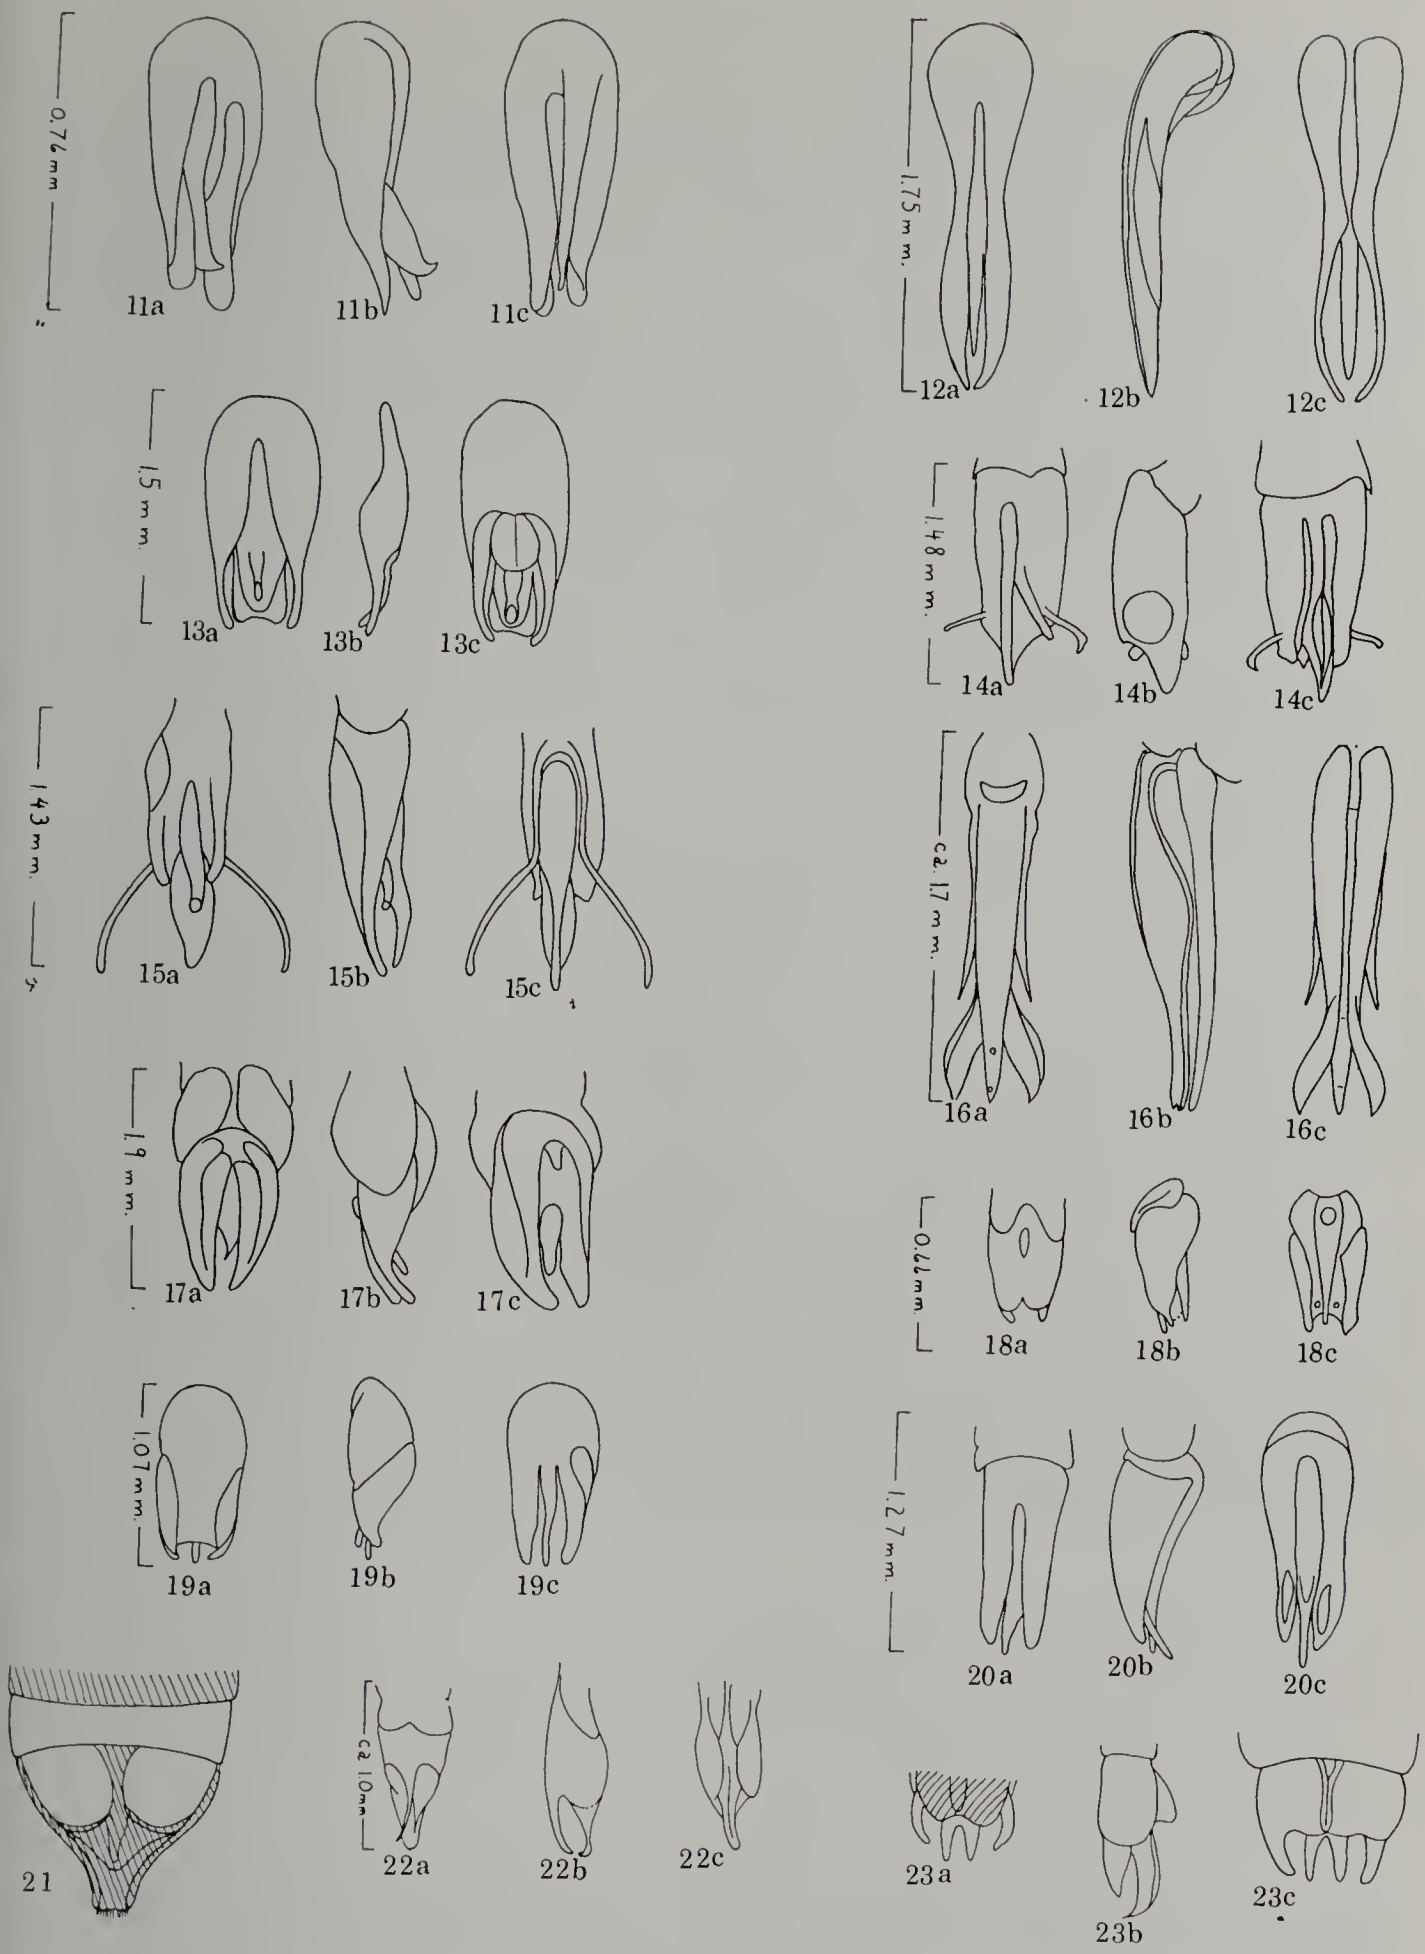 0.76 mm
11a 11b 11c
1.75 mm.
12a 12b 12c
1.5 mm.
13a 13b 13c
1.48 mm.
14a 14b 14c
1.43 mm.
15a 15b 15c
ca. 1.7 mm.
16a 16b 16c
1.9 mm.
17a 17b 17c
0.66 mm.
18a 18b 18c
1.07 mm.
19a 19b 19c
1.27 mm.
20a 20b 20c
21
ca 1.0 mm
22a 22b 22c
23a 23b 23c